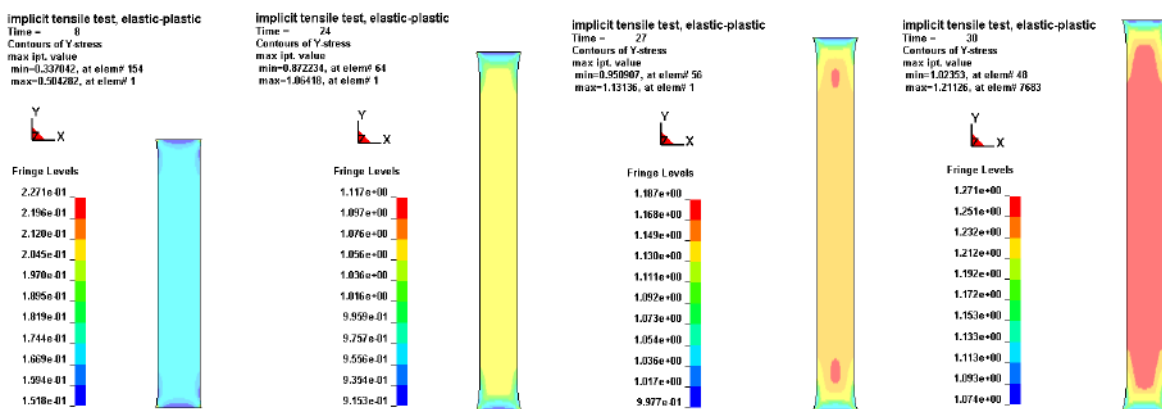 implicit tensile test, elastic-plastic
Time = 8
Contours of Y-stress
max ipt. value
min=0.337042, at elem# 154
max=0.504282, at elem# 1
Y
X
Fringe Levels
2.271e-01
2.196e-01
2.120e-01
2.045e-01
1.970e-01
1.895e-01
1.819e-01
1.744e-01
1.669e-01
1.594e-01
1.518e-01
implicit tensile test, elastic-plastic
Time = 24
Contours of Y-stress
max ipt. value
min=0.872234, at elem# 64
max=1.06418, at elem# 1
Y
X
Fringe Levels
1.117e+00
1.097e+00
1.076e+00
1.056e+00
1.036e+00
1.016e+00
9.959e-01
9.757e-01
9.556e-01
9.354e-01
9.153e-01
implicit tensile test, elastic-plastic
Time = 27
Contours of Y-stress
max ipt. value
min=0.950907, at elem# 56
max=1.13136, at elem# 1
Y
X
Fringe Levels
1.187e+00
1.168e+00
1.149e+00
1.130e+00
1.111e+00
1.092e+00
1.073e+00
1.054e+00
1.036e+00
1.017e+00
9.977e-01
implicit tensile test, elastic-plastic
Time = 30
Contours of Y-stress
max ipt. value
min=1.02353, at elem# 48
max=1.21126, at elem# 7683
Y
X
Fringe Levels
1.271e+00
1.251e+00
1.232e+00
1.212e+00
1.192e+00
1.172e+00
1.153e+00
1.133e+00
1.113e+00
1.093e+00
1.074e+00